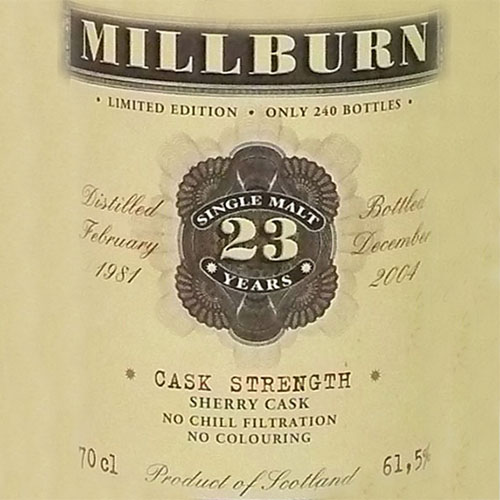 MILLBURN
• LIMITED EDITION • ONLY 240 BOTTLES •
Distilled
February
1981
SINGLE MALT
23
YEARS
Bottled
December
2004
* CASK STRENGTH *
SHERRY CASK
NO CHILL FILTRATION
NO COLOURING
70 cl
Product of Scotland
61,5%